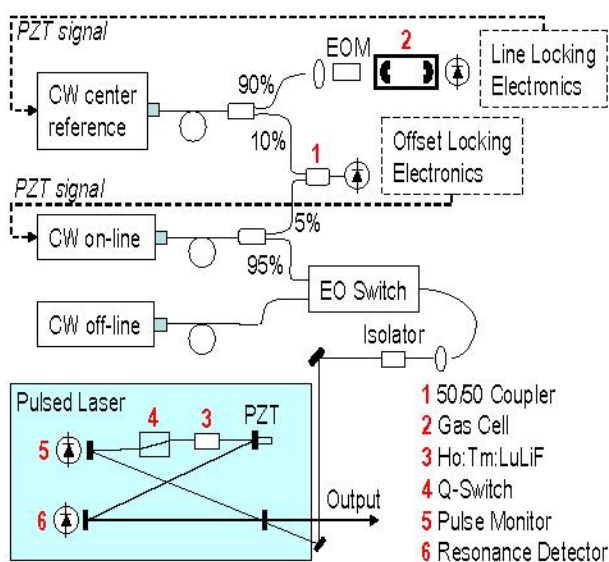 PZT signal
EOM
2
Line Locking
Electronics
CW center
reference
90%
10%
1
Offset Locking
Electronics
PZT signal
5%
CW on-line
95%
EO Switch
CW off-line
Isolator
Pulsed Laser
4
3
PZT
5
6
Output
1 50/50 Coupler
2 Gas Cell
3 Ho:Tm:LuLiF
4 Q-Switch
5 Pulse Monitor
6 Resonance Detector